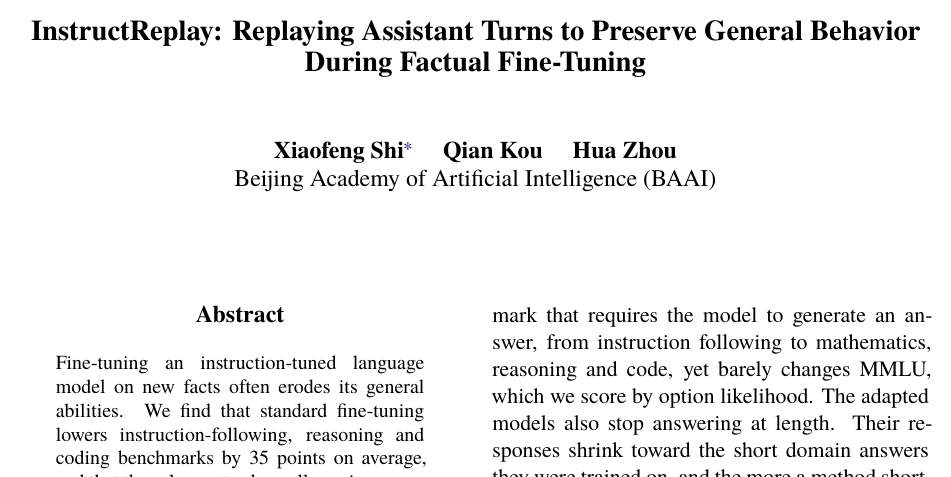 InstructReplay: Replaying Assistant Turns to Preserve General Behavior
During Factual Fine-Tuning
Xiaofeng Shi* Qian Kou Hua Zhou
Beijing Academy of Artificial Intelligence (BAAI)
Abstract
Fine-tuning an instruction-tuned language
model on new facts often erodes its general
abilities. We find that standard fine-tuning
lowers instruction-following, reasoning and
coding benchmarks by 35 points on average,
mark that requires the model to generate an an-
swer, from instruction following to mathematics,
reasoning and code, yet barely changes MMLU,
which we score by option likelihood. The adapted
models also stop answering at length. Their re-
sponses shrink toward the short domain answers
they were trained on, and the more a method short-